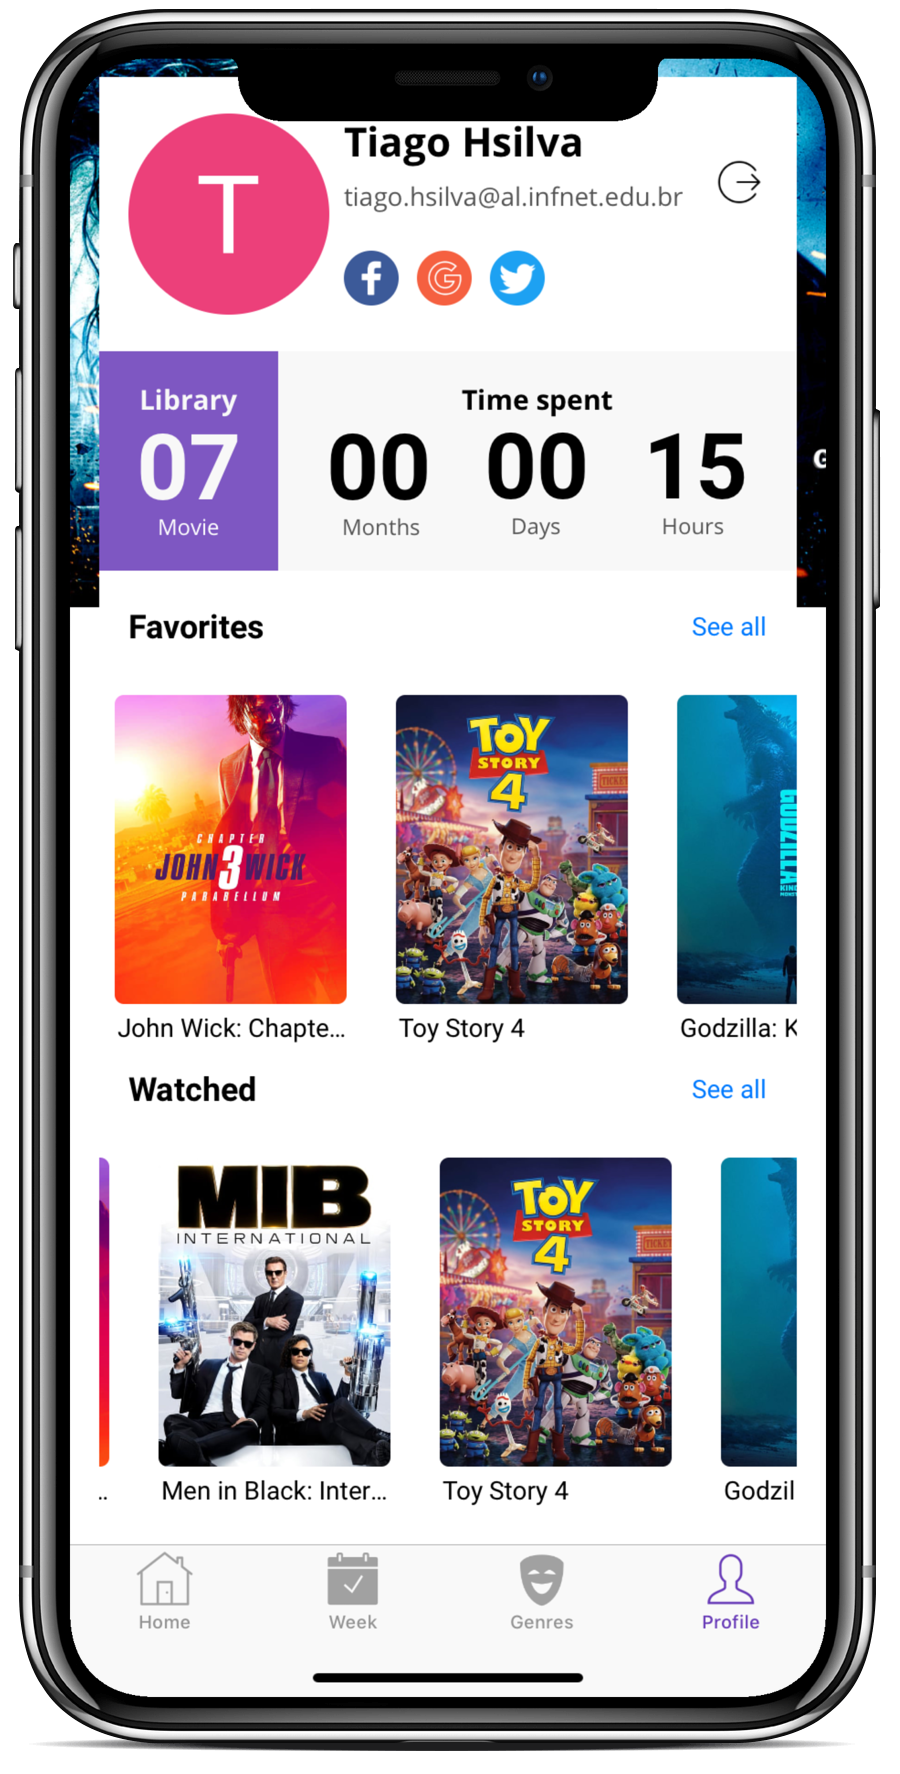 Tiago Hsilva
T
tiago.hsilva@al.infnet.edu.br
Library
Time spent
07
00
00
15
Movie
Months
Days
Hours
Favorites
See all
CHAPTER
JOHN 3 WICK
PARABELLUM
TOY
STORY
4
TICKET
GODZILLA
KING
John Wick: Chapte...
Toy Story 4
Godzilla: K
Watched
See all
MIB
INTERNATIONAL
TOY
STORY
4
TICKET
..
Men in Black: Inter...
Toy Story 4
Godzil
Home
Week
Genres
Profile